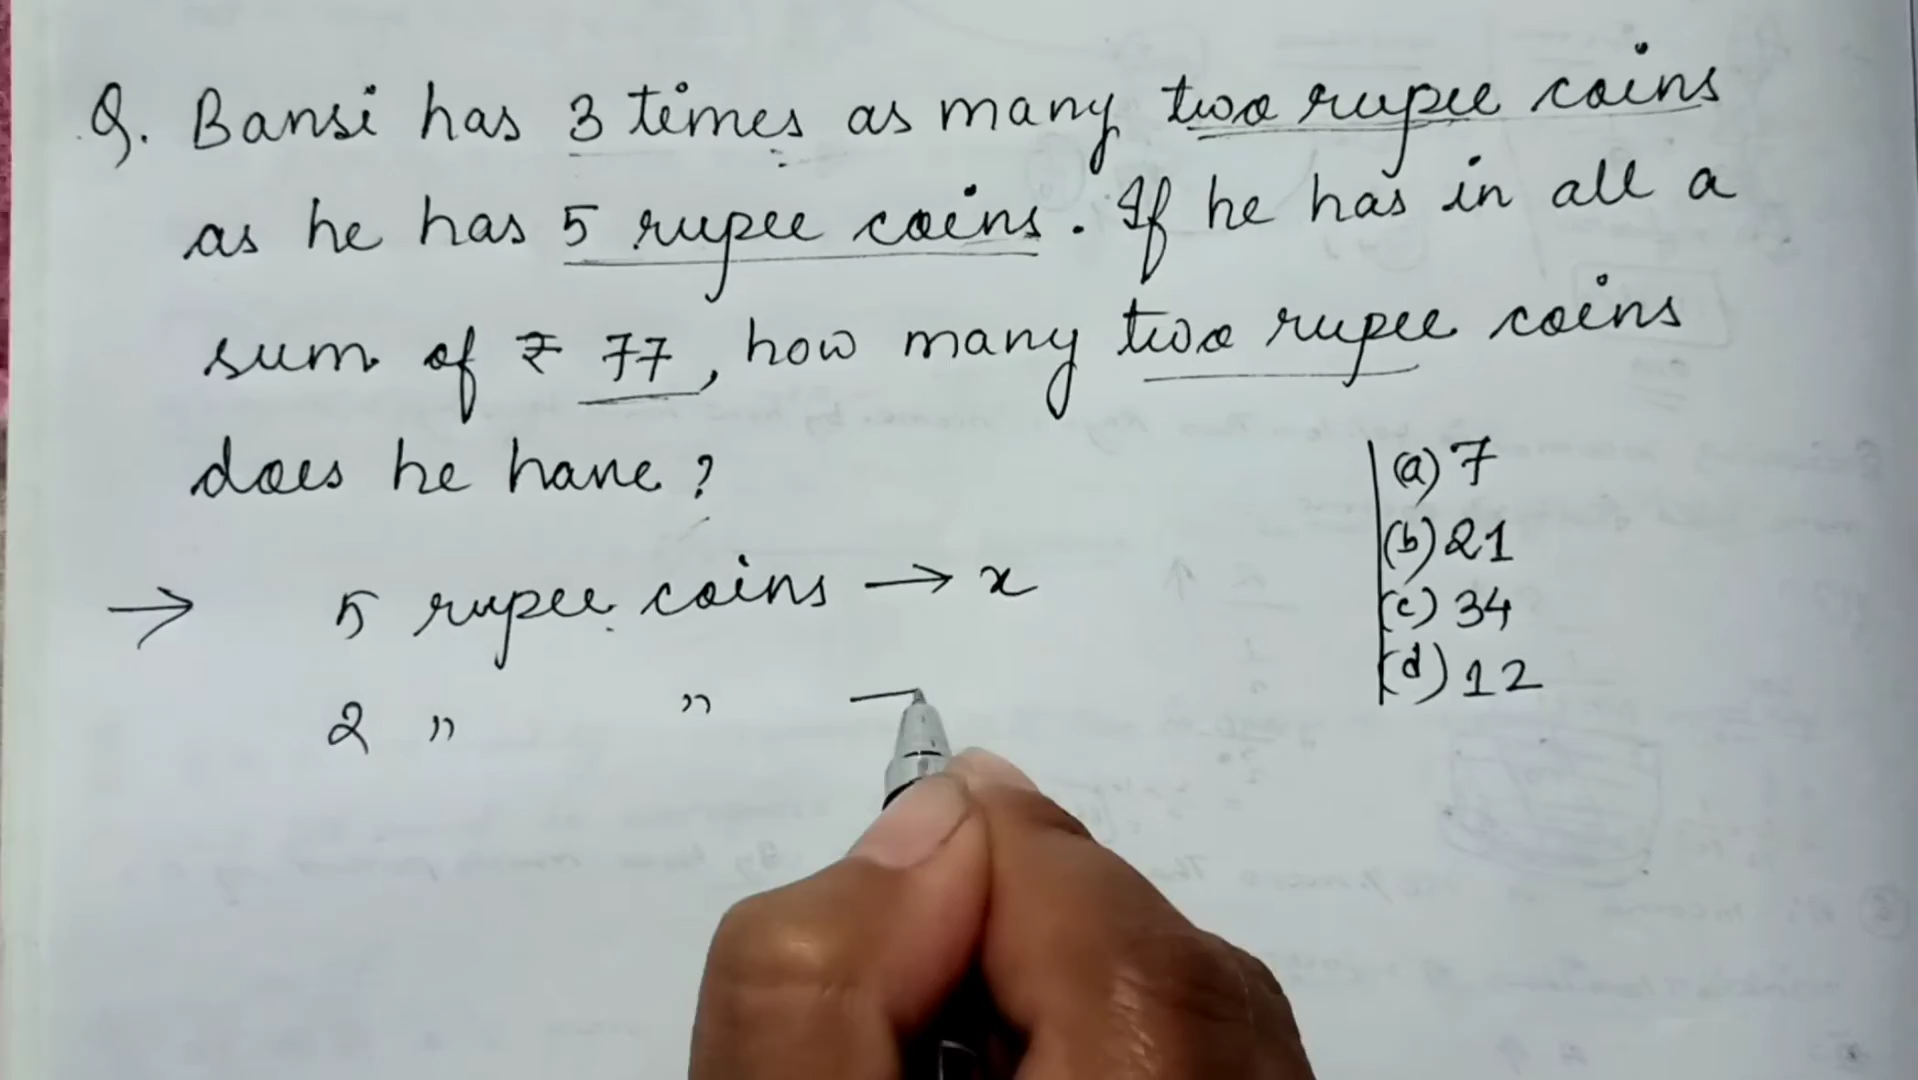 Q. Bansi has 3 times as many two rupee coins
as he has 5 rupee coins. If he has in all a
sum of ₹ 77, how many two rupee coins
does he have?
(a) 7
(b) 21
(c) 34
(d) 12
→ 5 rupee coins → x
2 " "